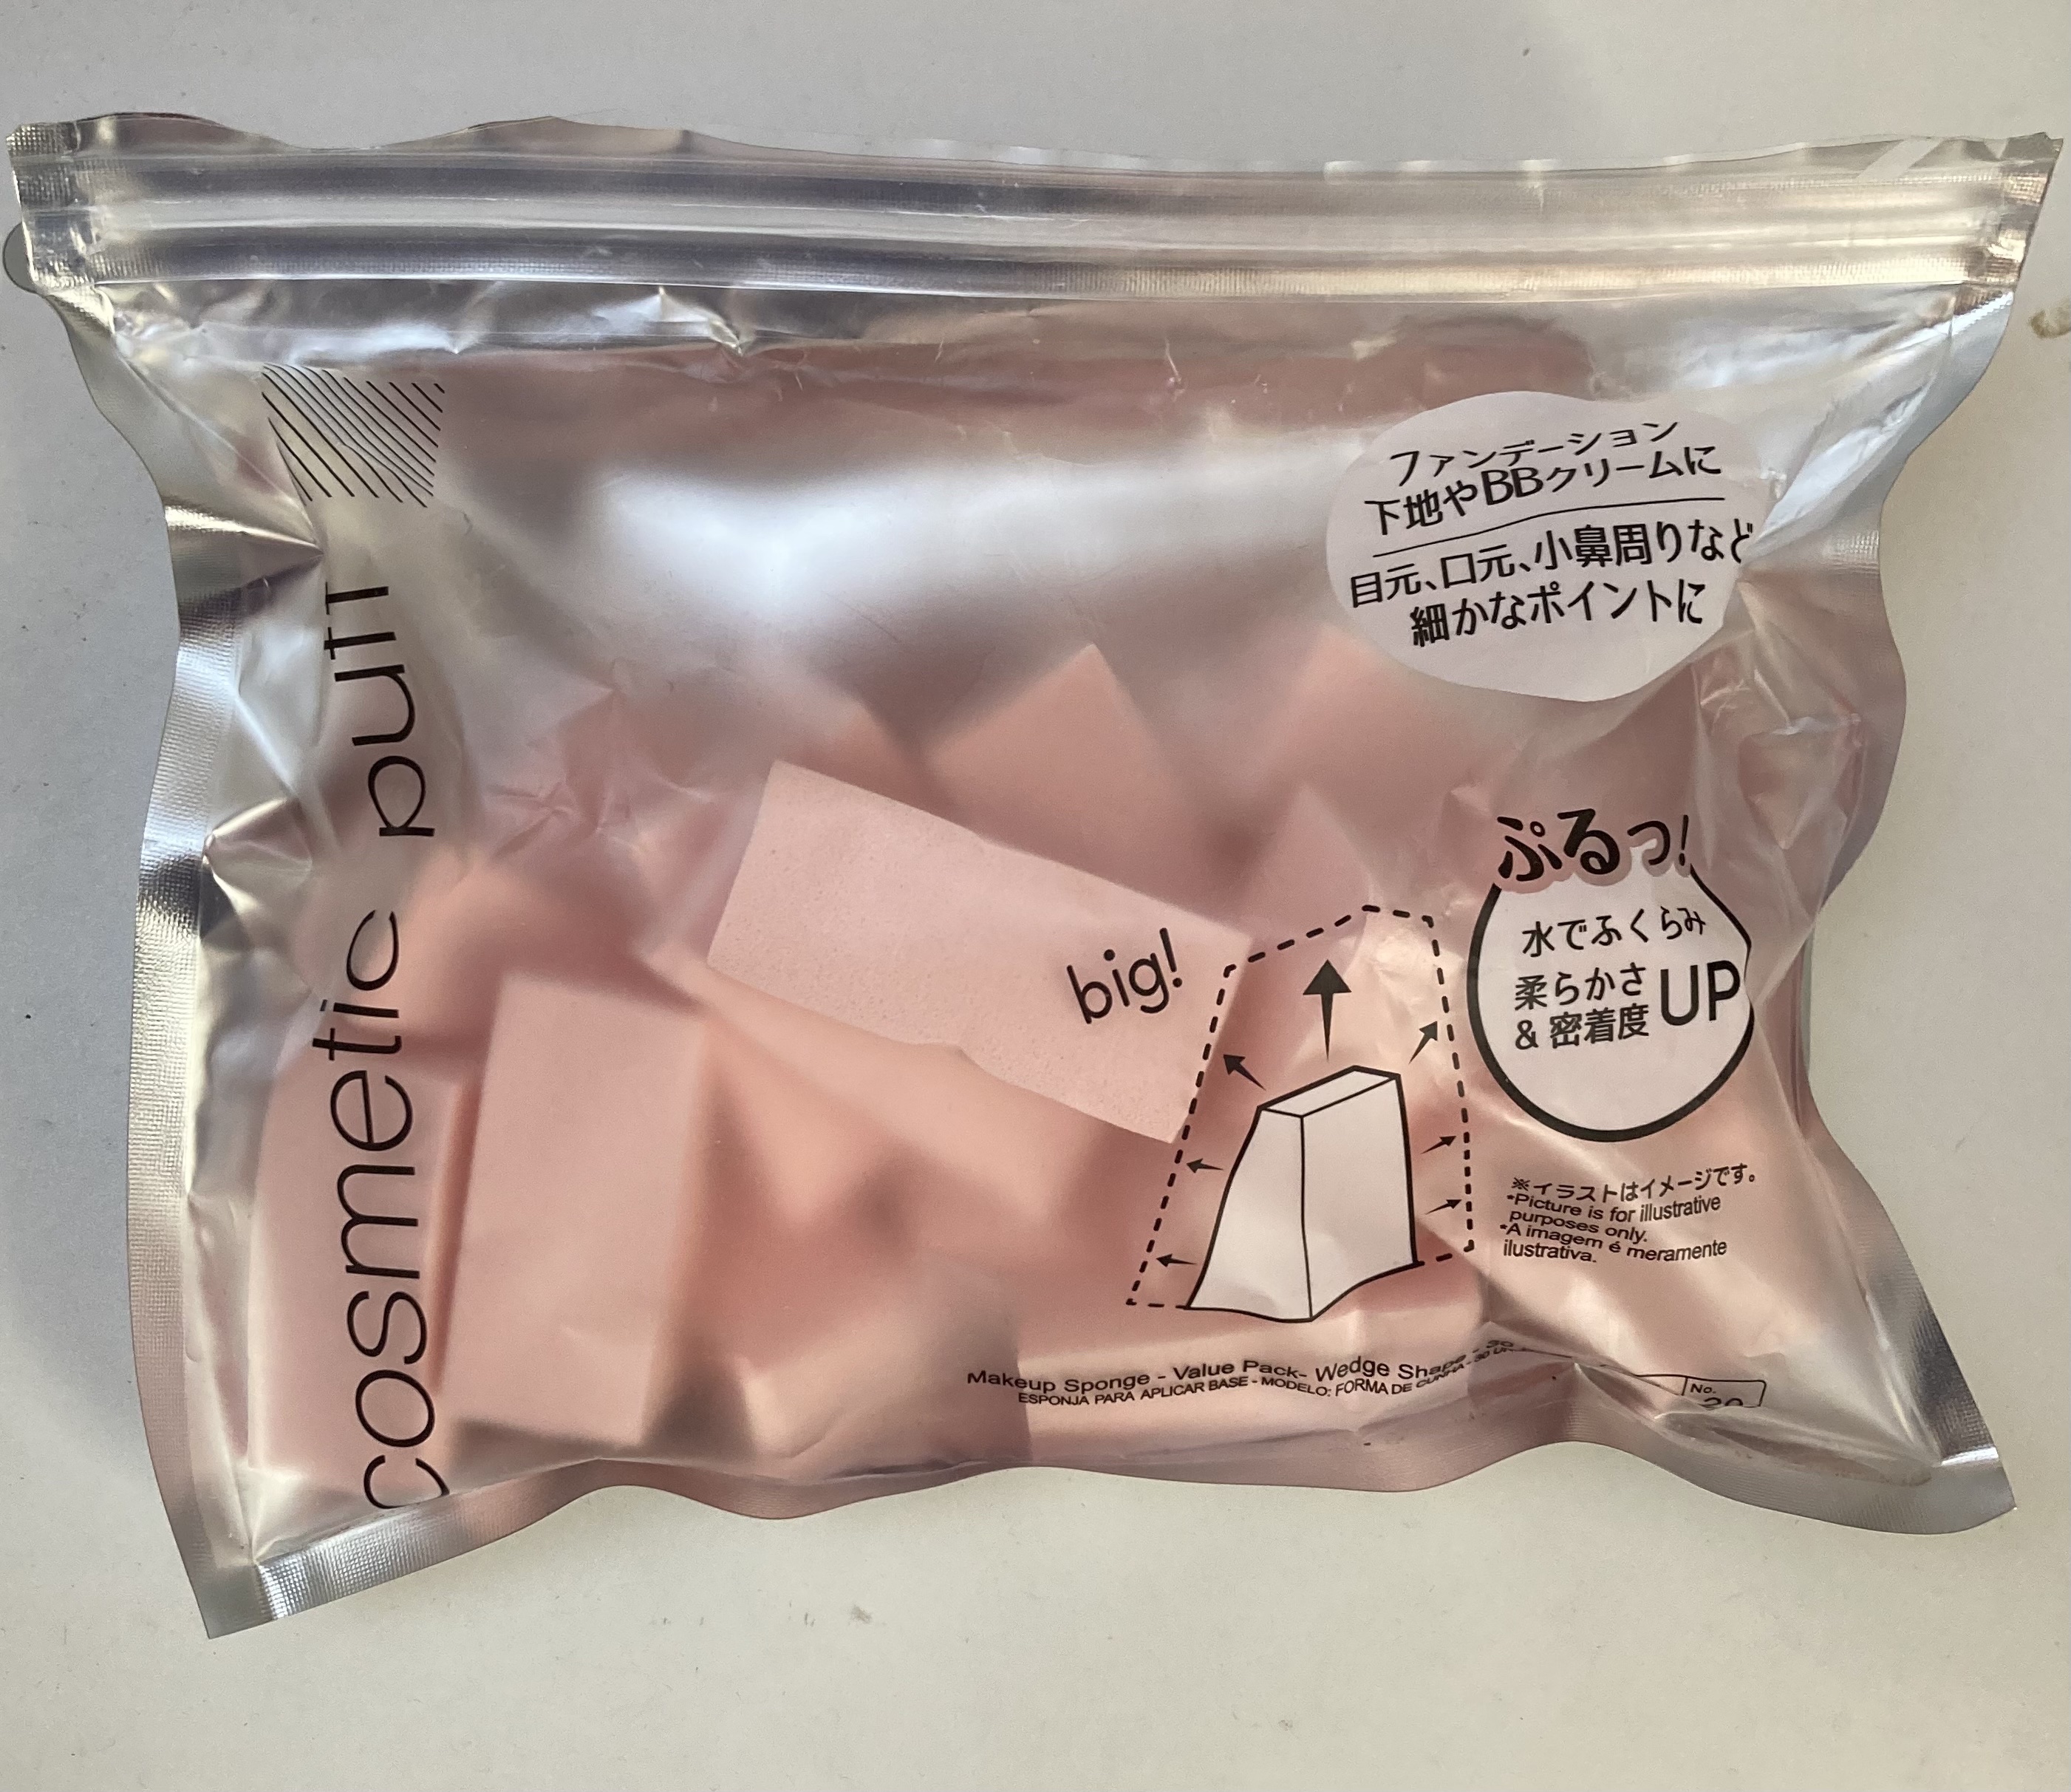 cosmetic puff
ファンデーション
下地やBBクリームに
目元、口元、小鼻周りなど
細かなポイントに
ぷるっ!
水でふくらみ
柔らかさ
& 密着度
UP
big!
※イラストはイメージです。
•Picture is for illustrative
purposes only.
•A imagem é meramente
ilustrativa.
Makeup Sponge - Value Pack- Wedge Shape - 30
ESPONJA PARA APLICAR BASE - MODELO: FORMA DE CUNHA - 30
No.